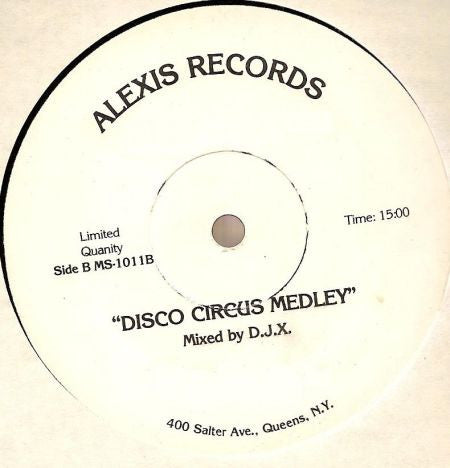 ALEXIS RECORDS
Limited
Quanity
Side B MS-1011B
Time: 15:00
"DISCO CIRCUS MEDLEY"
Mixed by D.J.X.
400 Salter Ave., Queens, N.Y.